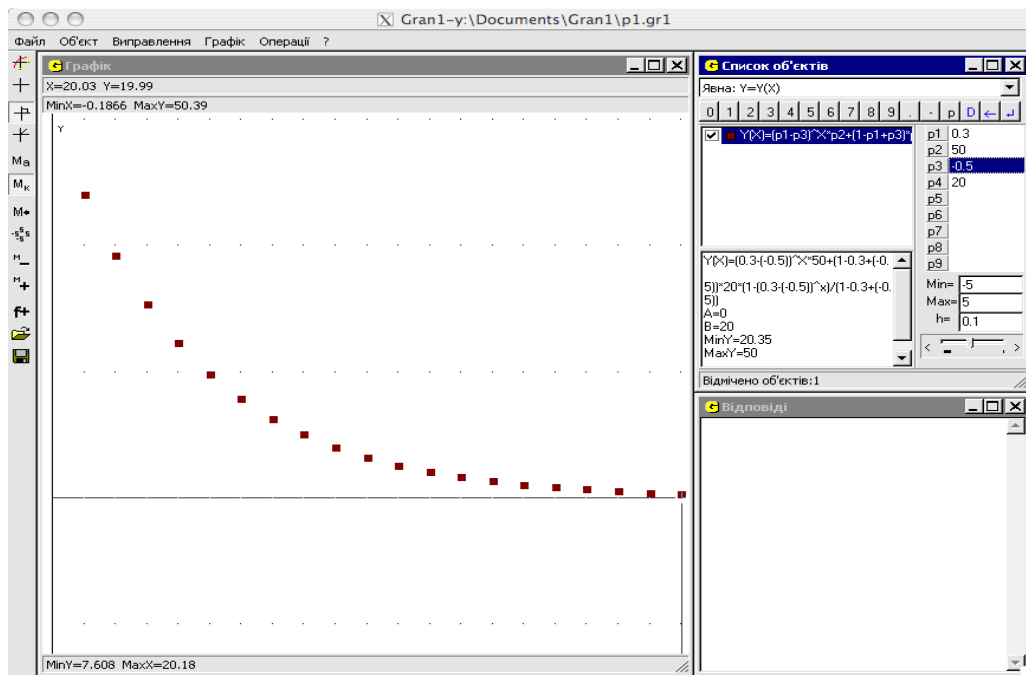 Gran1-y:\Documents\Gran1\p1.gr1
Файл Об'єкт Виправлення Графік Операції ?
G Графік
X=20.03 Y=19.99
MinX=-0.1866 MaxY=50.39
Y
MinY=7.608 MaxX=20.18
Ma
Mк
M
-s
M
M+
f+
G Список об'єктів
Явна: Y=Y(X)
0 1 2 3 4 5 6 7 8 9 . - p D ← ↵
Y(X)=(p1-p3)^X*p2+(1-p1+p3)*
p1 0.3
p2 50
p3 -0.5
p4 20
p5
p6
p7
p8
p9
Y(X)=(0.3-(-0.5))^X*50+(1-0.3+(-0.
5))*20*(1-(0.3-(-0.5))^x)/(1-0.3+(-0.
5))
A=0
B=20
MinY=20.35
MaxY=50
Min= -5
Max= 5
h= 0.1
< >
Відмічено об'єктів:1
G Відповіді